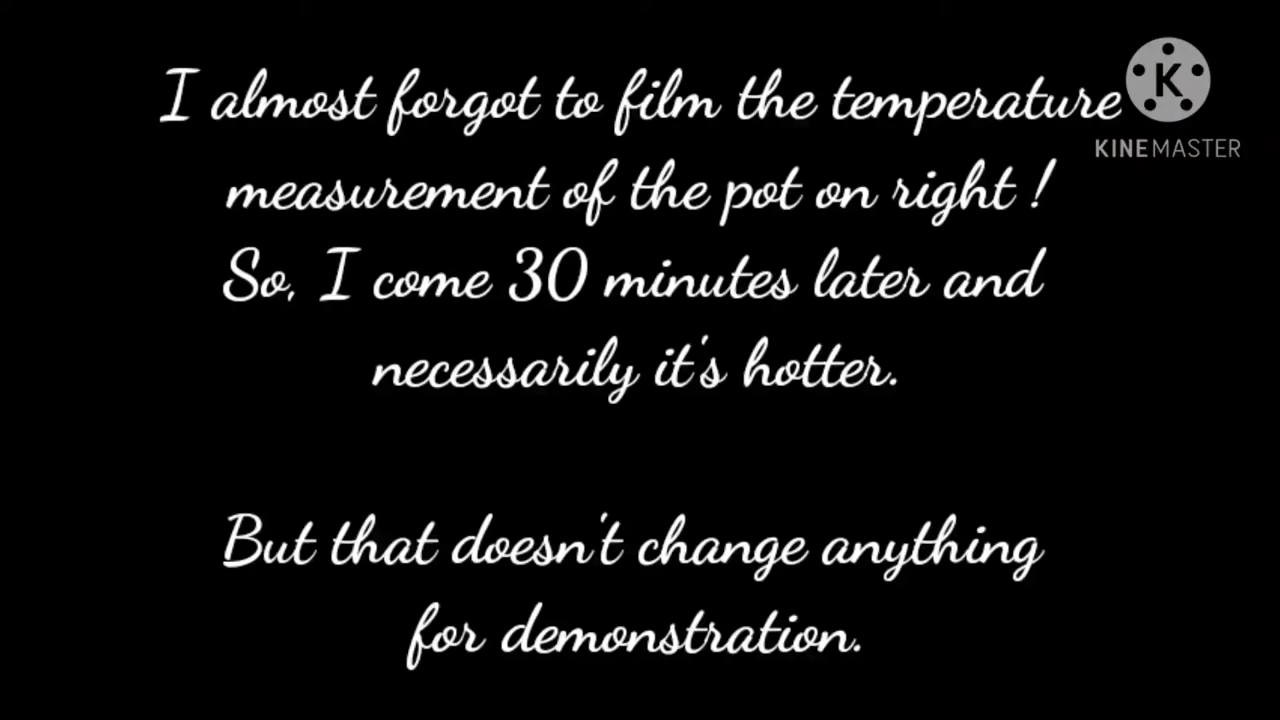 I almost forgot to film the temperature
measurement of the pot on right !
So, I come 30 minutes later and
necessarily it's hotter.
But that doesn't change anything
for demonstration.
K
KINEMASTER